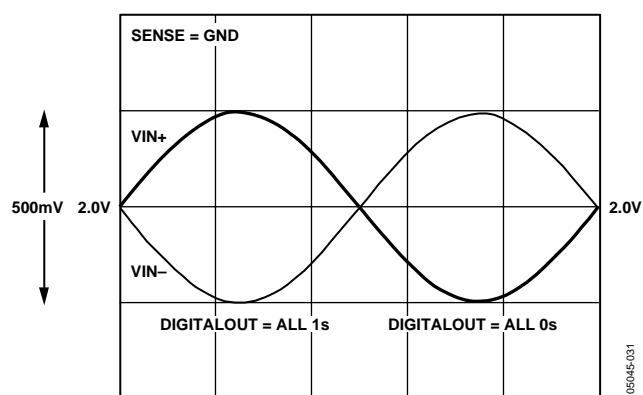 SENSE = GND
VIN+
500mV
2.0V
2.0V
VIN–
DIGITALOUT = ALL 1s
DIGITALOUT = ALL 0s
05045-031